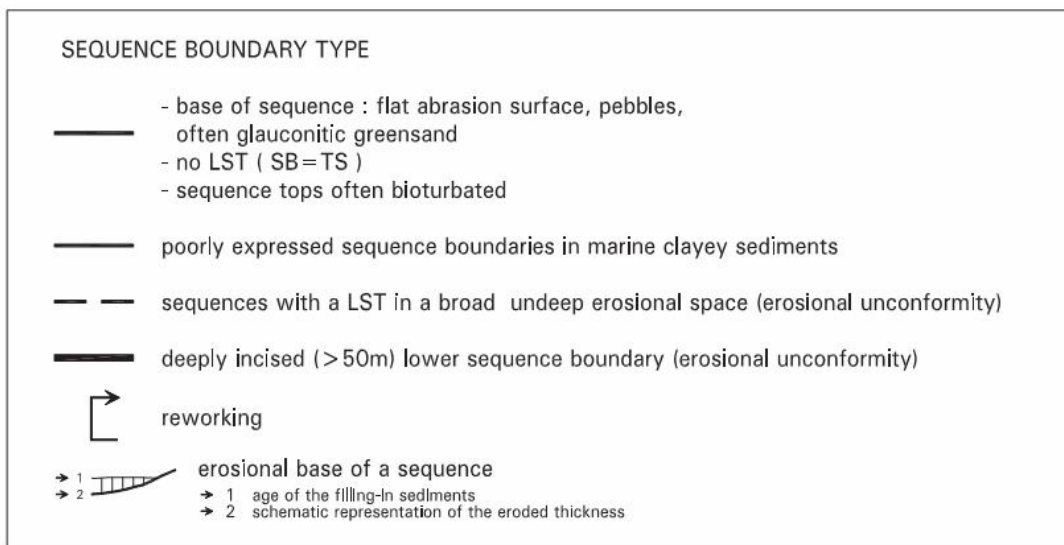 SEQUENCE BOUNDARY TYPE
- base of sequence : flat abrasion surface, pebbles,
often glauconitic greensand
- no LST ( SB=TS )
- sequence tops often bioturbated
poorly expressed sequence boundaries in marine clayey sediments
sequences with a LST in a broad undeep erosional space (erosional unconformity)
deeply incised (>50m) lower sequence boundary (erosional unconformity)
reworking
→ 1
→ 2
erosional base of a sequence
→ 1 age of the filling-in sediments
→ 2 schematic representation of the eroded thickness